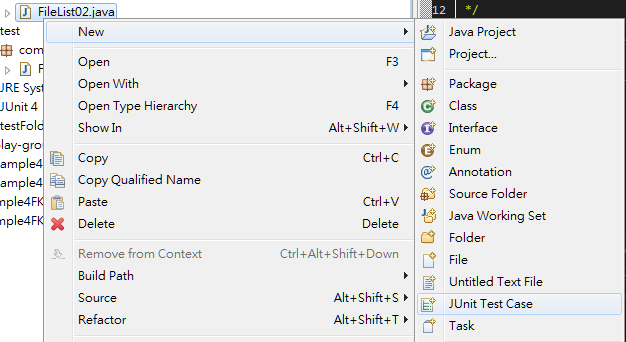 FileList02.java
test
com
F
JRE Syst
JUnit 4
testFold
play-grou
ample4
ample4
mple4FK
mple4FK
New
Open F3
Open With
Open Type Hierarchy F4
Show In Alt+Shift+W
Copy Ctrl+C
Copy Qualified Name
Paste Ctrl+V
Delete Delete
Remove from Context Ctrl+Alt+Shift+Down
Build Path
Source Alt+Shift+S
Refactor Alt+Shift+T
12 */
Java Project
Project...
Package
Class
Interface
Enum
Annotation
Source Folder
Java Working Set
Folder
File
Untitled Text File
JUnit Test Case
Task